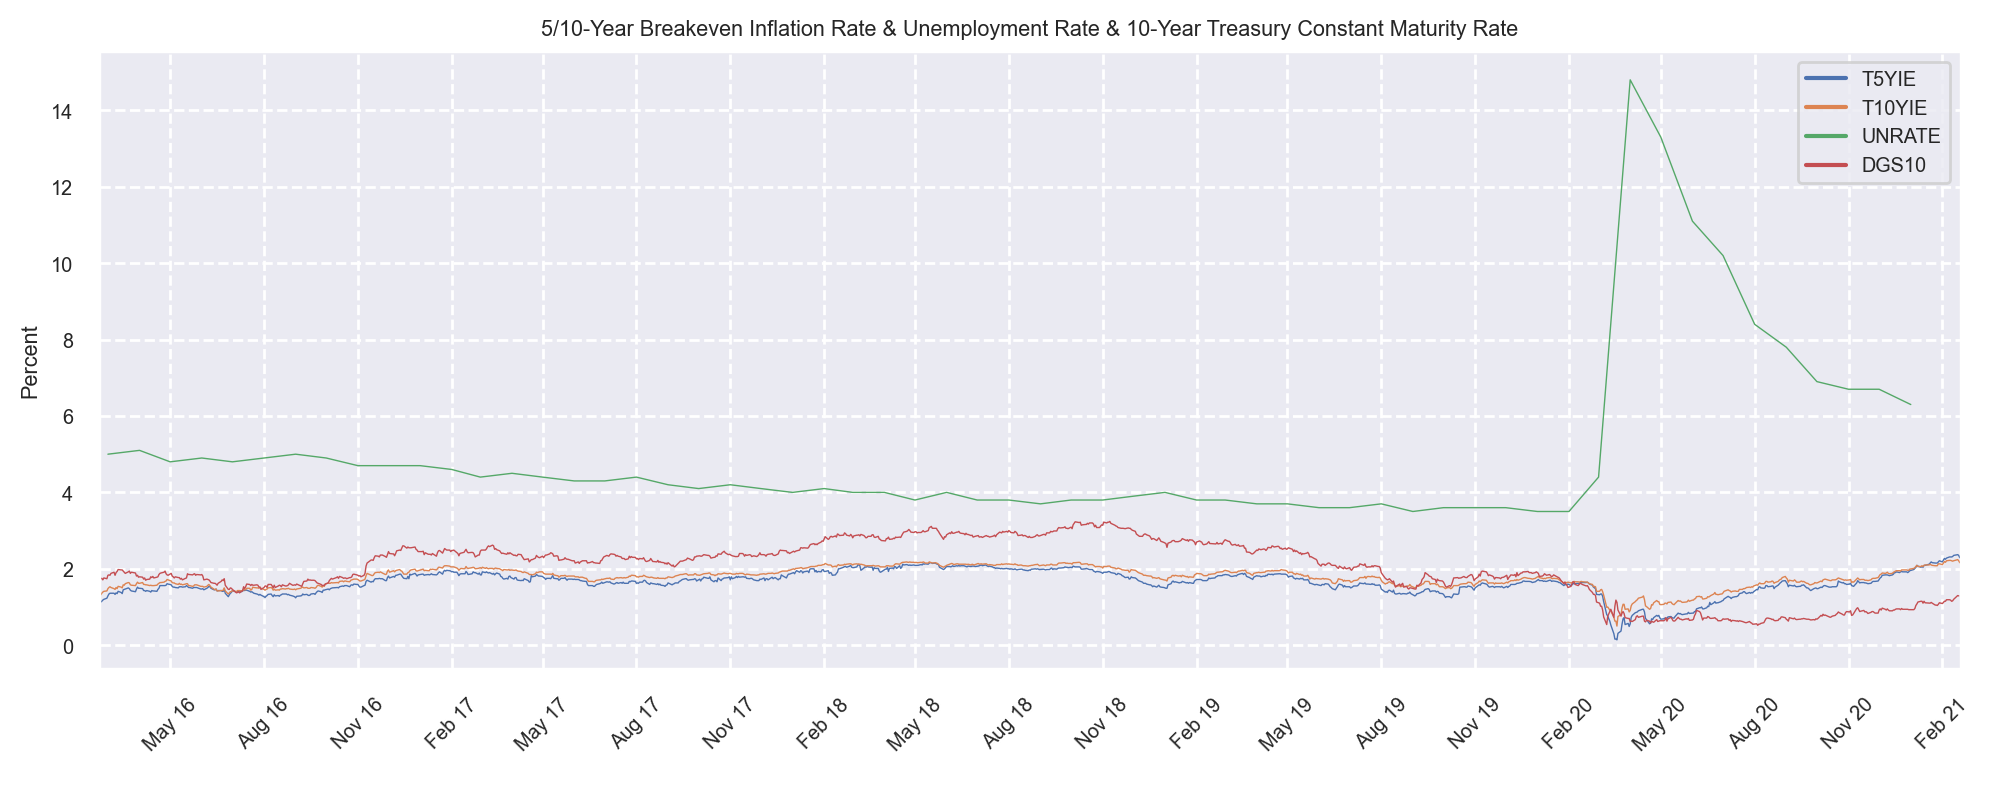 5/10-Year Breakeven Inflation Rate & Unemployment Rate & 10-Year Treasury Constant Maturity Rate
T5YIE
T10YIE
UNRATE
DGS10
Percent
14
12
10
8
6
4
2
0
May 16
Aug 16
Nov 16
Feb 17
May 17
Aug 17
Nov 17
Feb 18
May 18
Aug 18
Nov 18
Feb 19
May 19
Aug 19
Nov 19
Feb 20
May 20
Aug 20
Nov 20
Feb 21